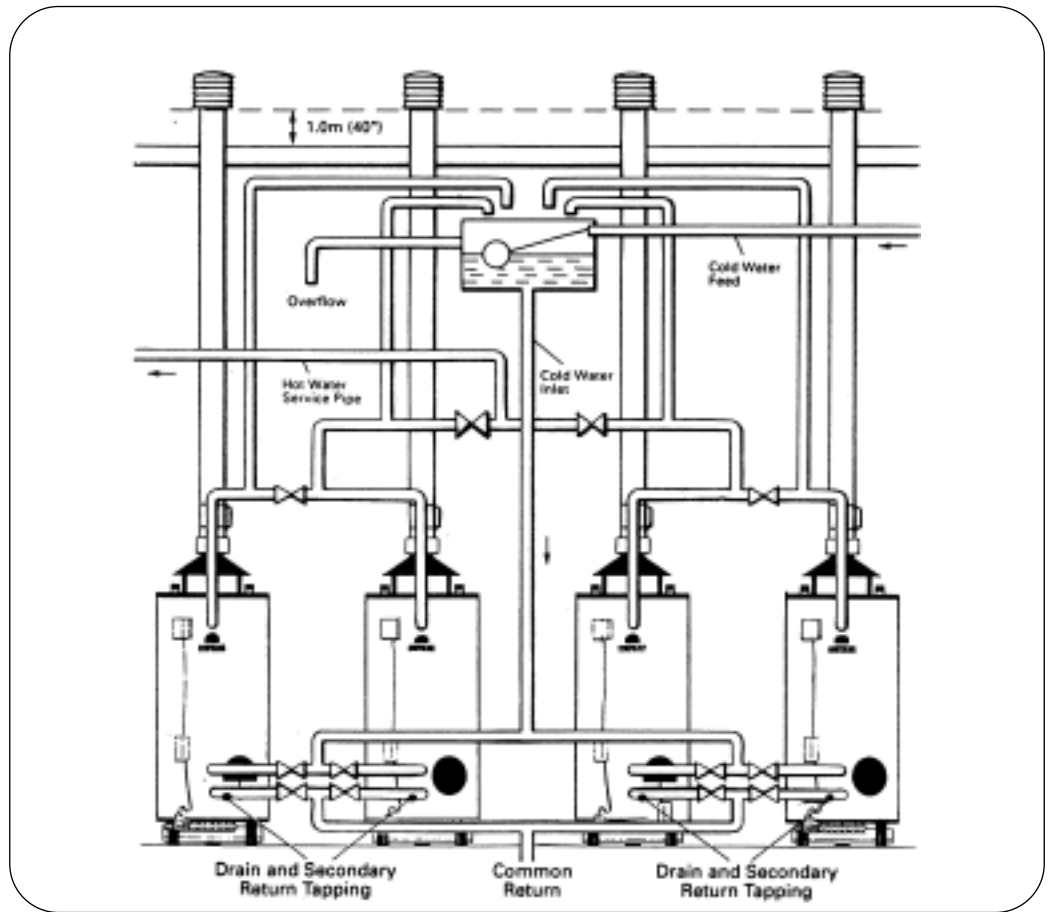 1.0m (40")
Cold Water
Feed
Overflow
Hot Water
Service Pipe
Cold Water
Inlet
Drain and Secondary
Return Tapping
Common
Return
Drain and Secondary
Return Tapping